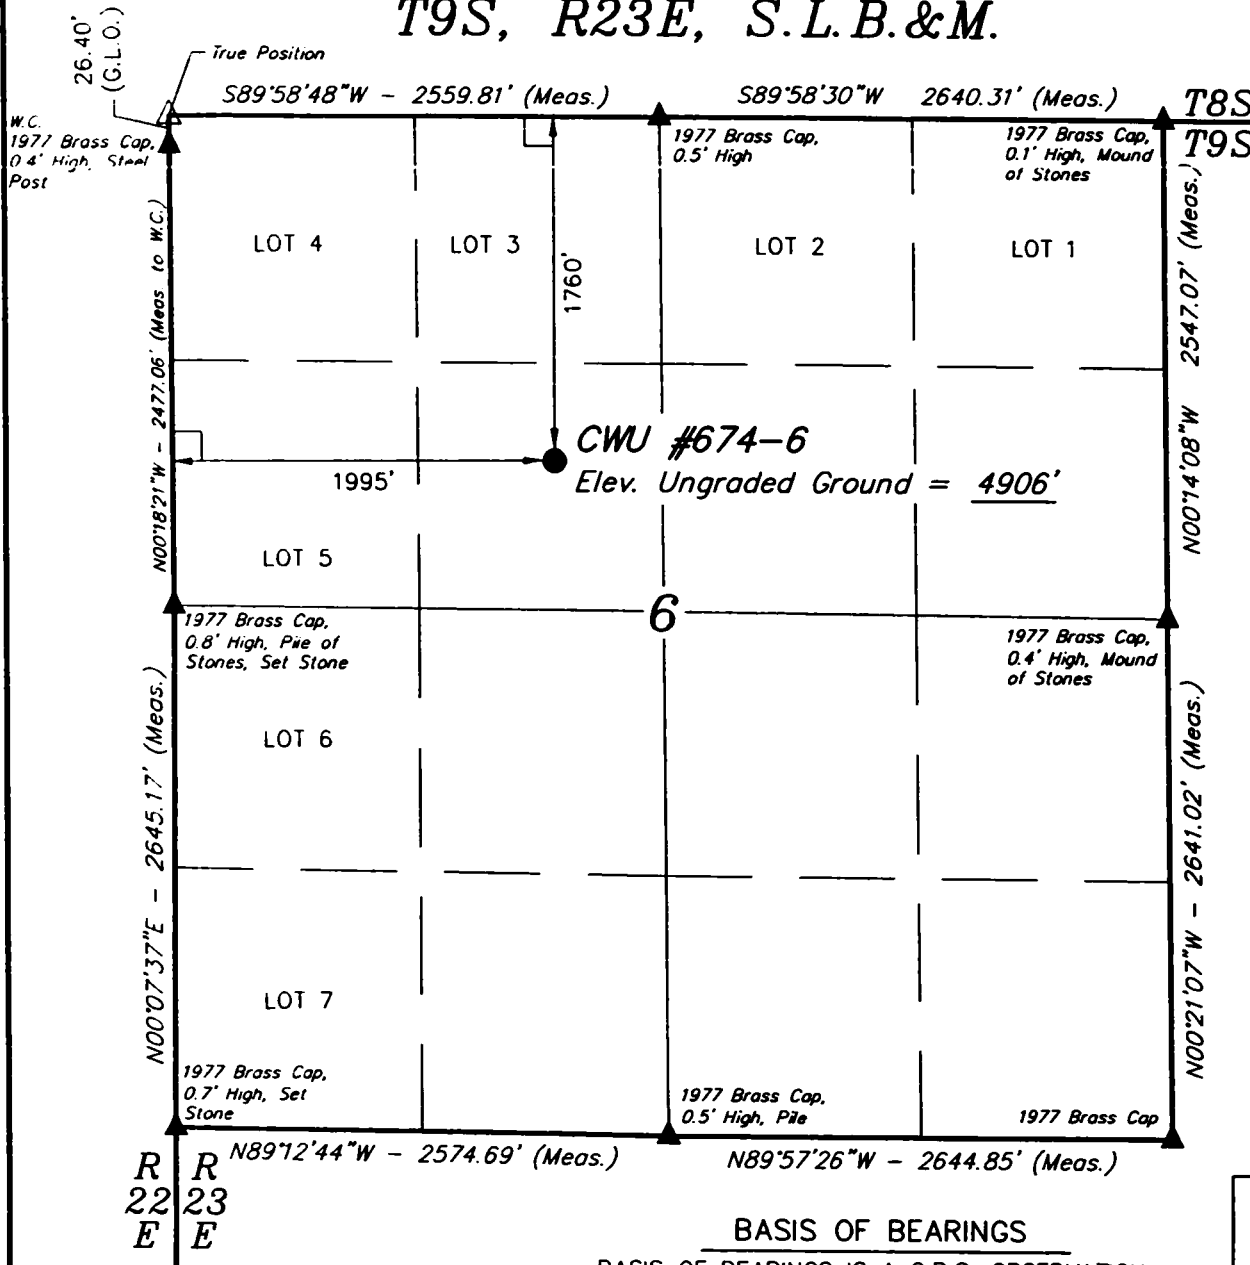 T9S, R23E, S.L.B.&M.
26.40'
(G.L.O.)
True Position
S89°58'48"W - 2559.81' (Meas.)
S89°58'30"W 2640.31' (Meas.)
T8S
T9S
W.C.
1977 Brass Cap,
0.4' High, Steel
Post
1977 Brass Cap,
0.5' High
1977 Brass Cap,
0.1' High, Mound
of Stones
LOT 4
LOT 3
LOT 2
LOT 1
1760'
N00°18'21"W - 2477.06' (Meas to W.C.)
N00°14'08"W 2547.07' (Meas.)
CWU #674-6
Elev. Ungraded Ground = 4906'
1995'
LOT 5
6
1977 Brass Cap,
0.8' High, Pile of
Stones, Set Stone
1977 Brass Cap,
0.4' High, Mound
of Stones
LOT 6
N00°07'37"E - 2645.17' (Meas.)
N00°21'07"W - 2641.02' (Meas.)
LOT 7
1977 Brass Cap,
0.7' High, Set
Stone
1977 Brass Cap,
0.5' High, Pile
1977 Brass Cap
N89°12'44"W - 2574.69' (Meas.)
N89°57'26"W - 2644.85' (Meas.)
R R
22 23
E E
BASIS OF BEARINGS
BASIS OF BEARINGS IS A G.P.S. OBSERVATION